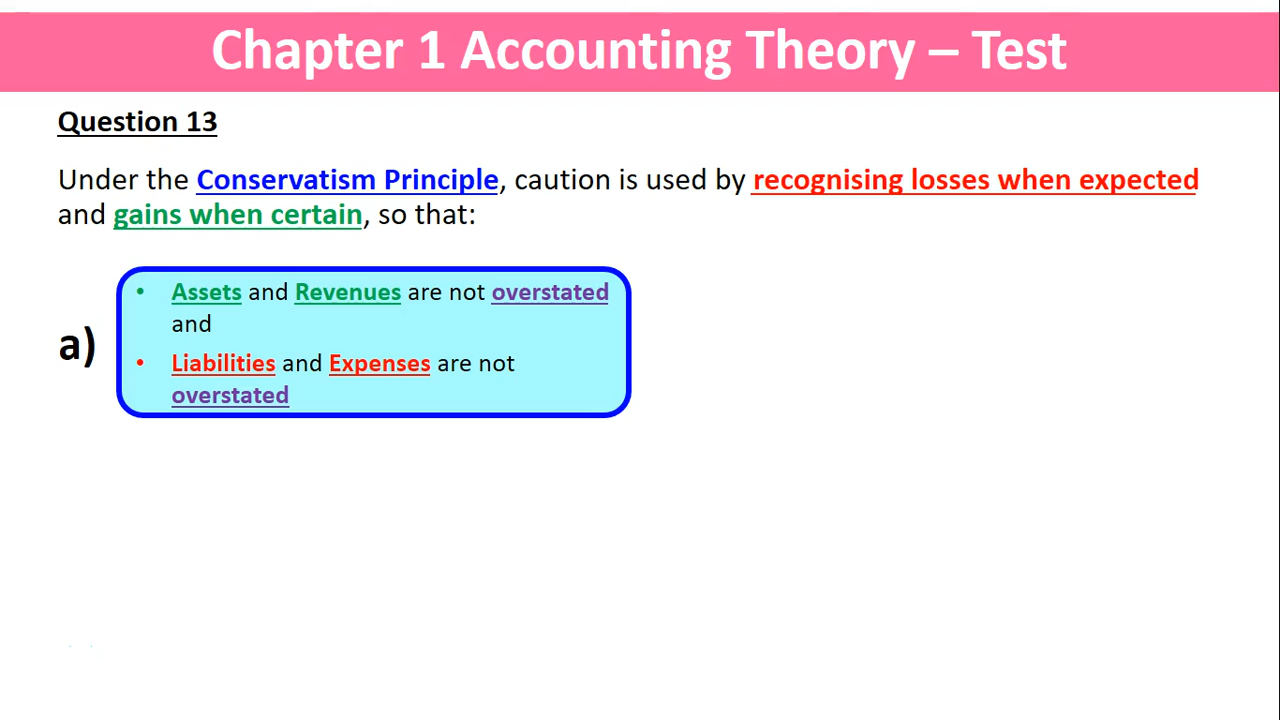 Chapter 1 Accounting Theory – Test
Question 13
Under the Conservatism Principle, caution is used by recognising losses when expected
and gains when certain, so that:
a)
• Assets and Revenues are not overstated
and
• Liabilities and Expenses are not
overstated